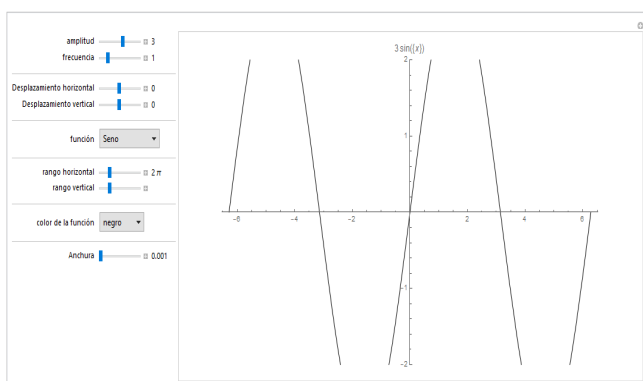 amplitud 3
frecuencia 1
Desplazamiento horizontal 0
Desplazamiento vertical 0
función Seno
rango horizontal 2 π
rango vertical
color de la función negro
Anchura 0.001
3 sin({x})
2
1
-6 -4 -2 0 2 4 6
-1
-2